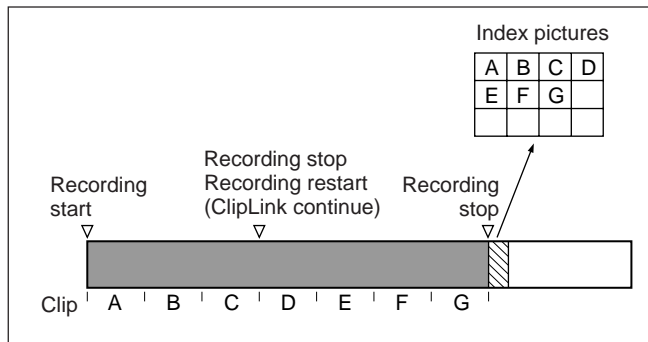 Index pictures
A B C D
E F G
Recording stop
Recording restart
(ClipLink continue)
Recording
start
Recording
stop
Clip A B C D E F G